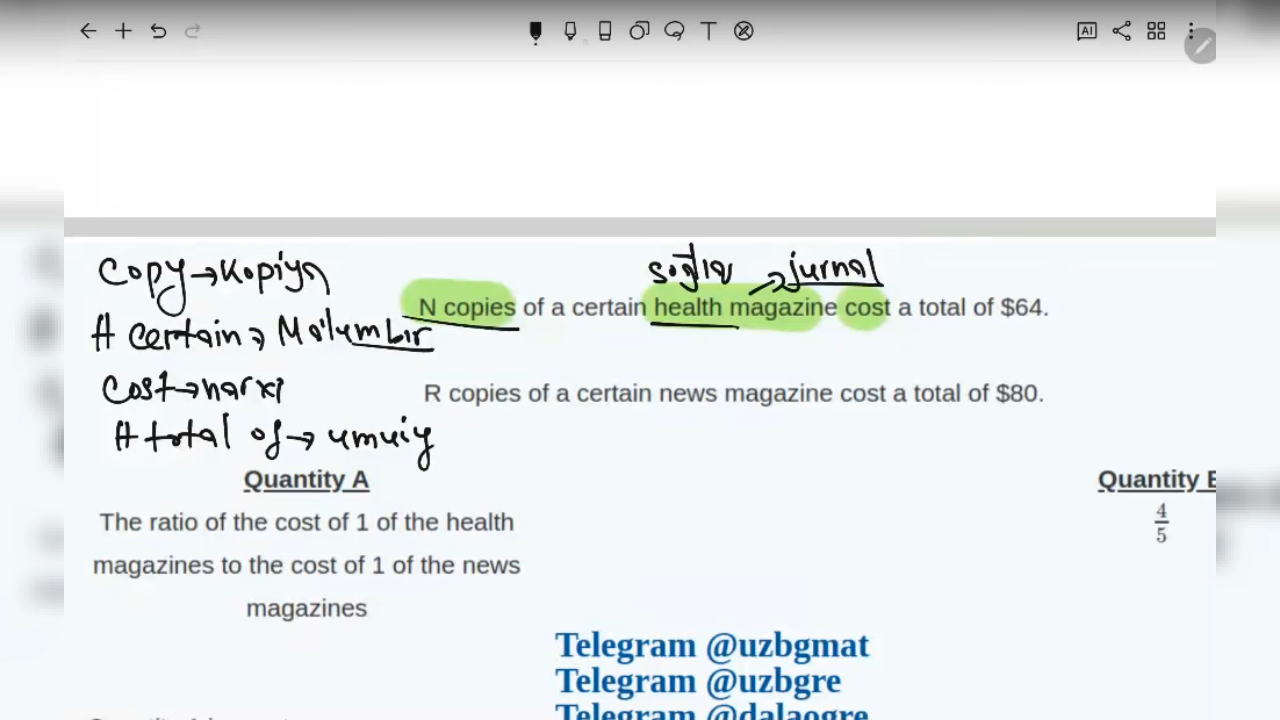 AI
Copy → Kopiya
sog'liq → jurnal
N copies of a certain health magazine cost a total of $64.
A certain → Ma'lum bir
Cost → narxi
R copies of a certain news magazine cost a total of $80.
A total of → umuiy
Quantity A
Quantity B
The ratio of the cost of 1 of the health
magazines to the cost of 1 of the news
magazines
4
5
Telegram @uzbgmat
Telegram @uzbgre
Telegram @dalaogre